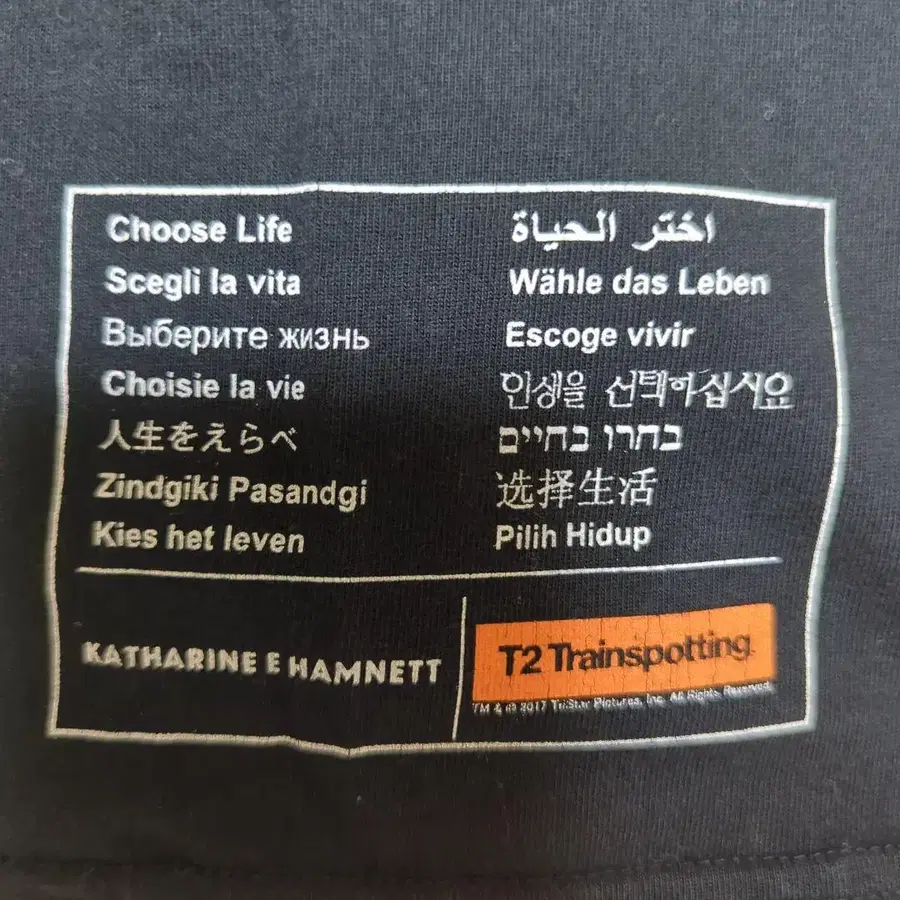 Choose Life
Scegli la vita
Выберите жизнь
Choisie la vie
人生をえらべ
Zindgiki Pasandgi
Kies het leven
اختر الحياة
Wähle das Leben
Escoge vivir
인생을 선택하십시요
בחרו בחיים
选择生活
Pilih Hidup
KATHARINE E HAMNETT
T2 Trainspotting
TM & © 2017 TriStar Pictures, Inc. All Rights Reserved.